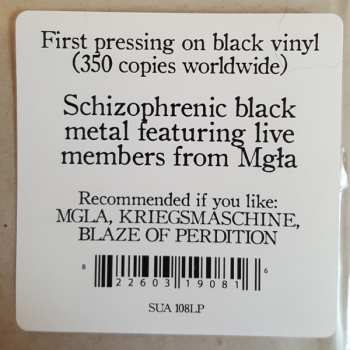 First pressing on black vinyl
(350 copies worldwide)
Schizophrenic black
metal featuring live
members from Mgła
Recommended if you like:
MGLA, KRIEGSMASCHINE,
BLAZE OF PERDITION
8 22603 19081 6
SUA 108LP